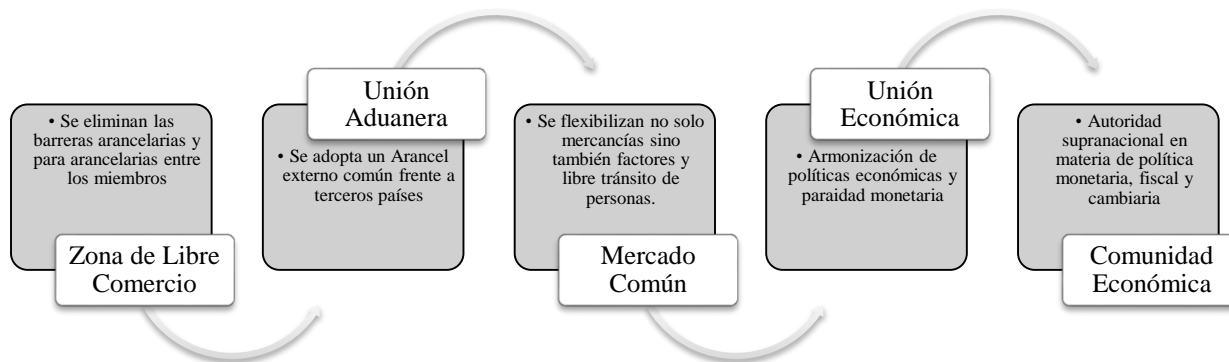 • Se eliminan las
barreras arancelarias y
para arancelarias entre
los miembros
Zona de Libre
Comercio
Unión
Aduanera
• Se adopta un Arancel
externo común frente a
terceros países
• Se flexibilizan no solo
mercancías sino
también factores y
libre tránsito de
personas.
Mercado
Común
Unión
Económica
• Armonización de
políticas económicas y
paraidad monetaria
• Autoridad
supranacional en
materia de política
monetaria, fiscal y
cambiaria
Comunidad
Económica